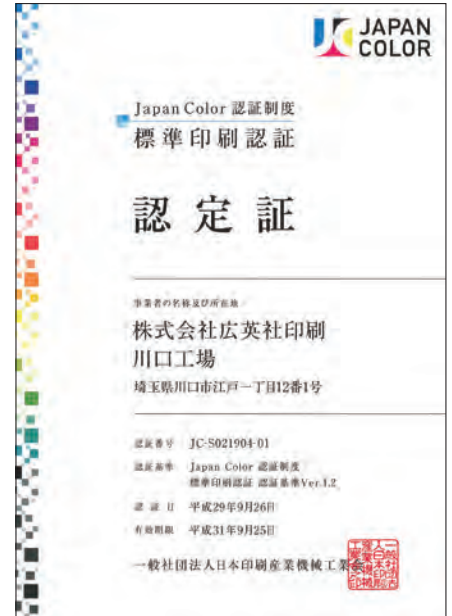 JAPAN
COLOR
Japan Color 認証制度
標準印刷認証
認定証
事業者の名称及び所在地
株式会社広英社印刷
川口工場
埼玉県川口市江戸一丁目12番1号
認証番号 JC-S021904-01
認証基準 Japan Color 認証制度
標準印刷認証 認証基準Ver.1.2
認証日 平成29年9月26日
有効期限 平成31年9月25日
一般社団法人日本印刷産業機械工業会